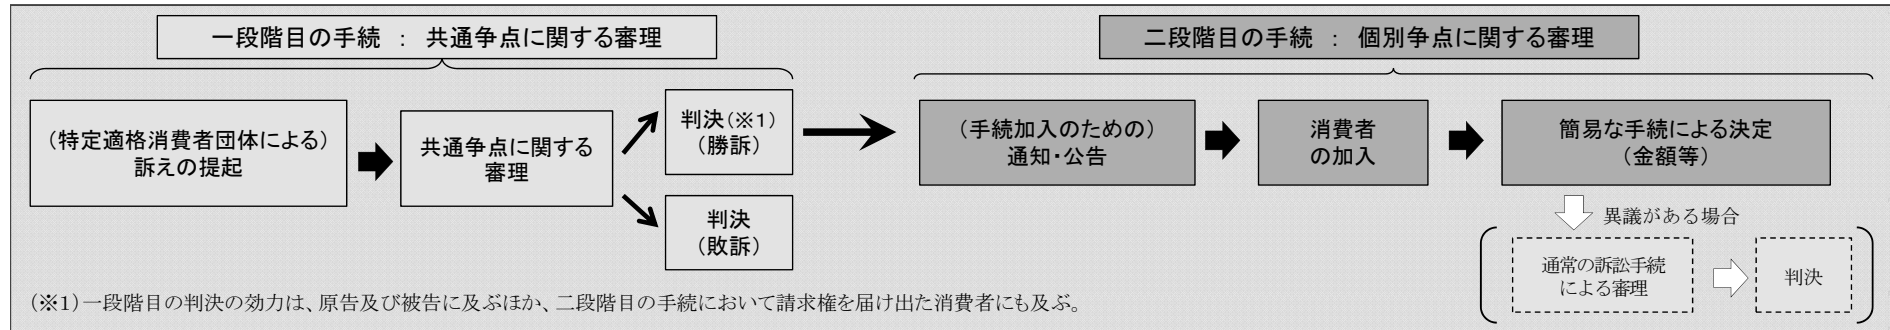 一段階目の手続 ： 共通争点に関する審理
（特定適格消費者団体による）
訴えの提起
共通争点に関する
審理
判決（※1）
（勝訴）
判決
（敗訴）
二段階目の手続 ： 個別争点に関する審理
（手続加入のための）
通知・公告
消費者
の加入
簡易な手続による決定
（金額等）
異議がある場合
通常の訴訟手続
による審理
判決
（※1）一段階目の判決の効力は、原告及び被告に及ぶほか、二段階目の手続において請求権を届け出た消費者にも及ぶ。